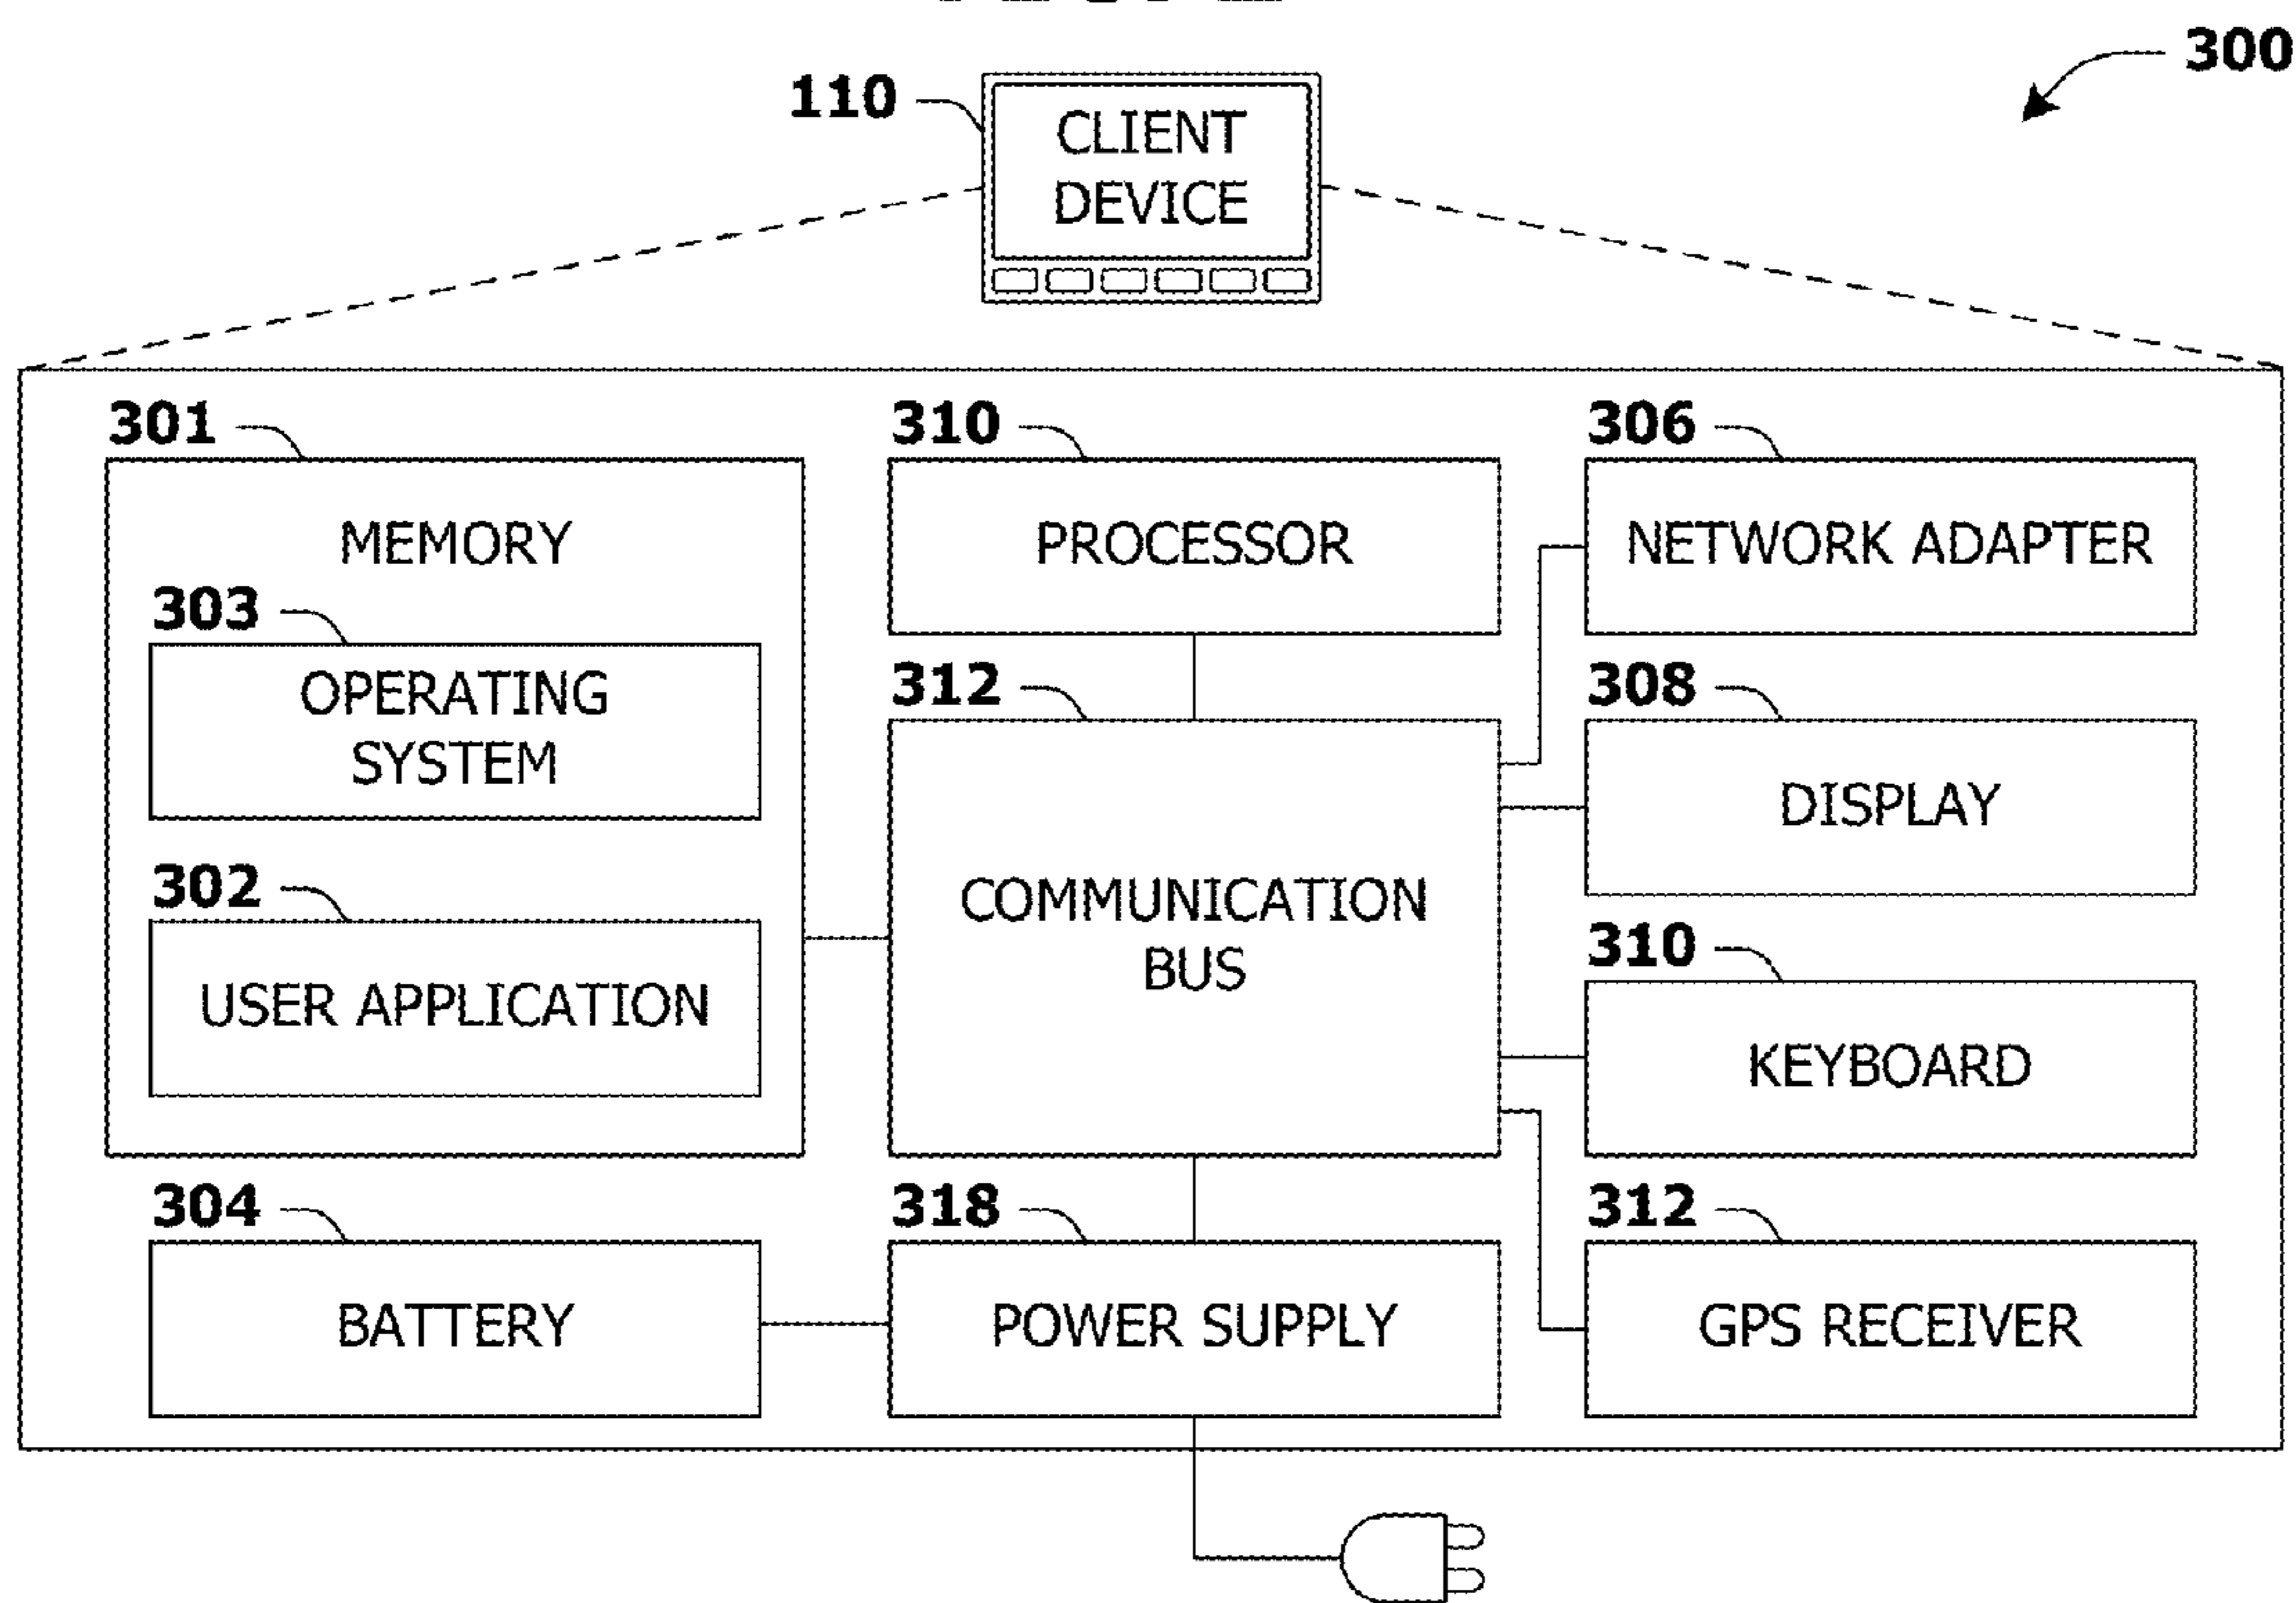 300
110
CLIENT
DEVICE
301
310
306
MEMORY
PROCESSOR
NETWORK ADAPTER
303
312
308
OPERATING
SYSTEM
DISPLAY
302
COMMUNICATION
BUS
310
USER APPLICATION
KEYBOARD
304
318
312
BATTERY
POWER SUPPLY
GPS RECEIVER